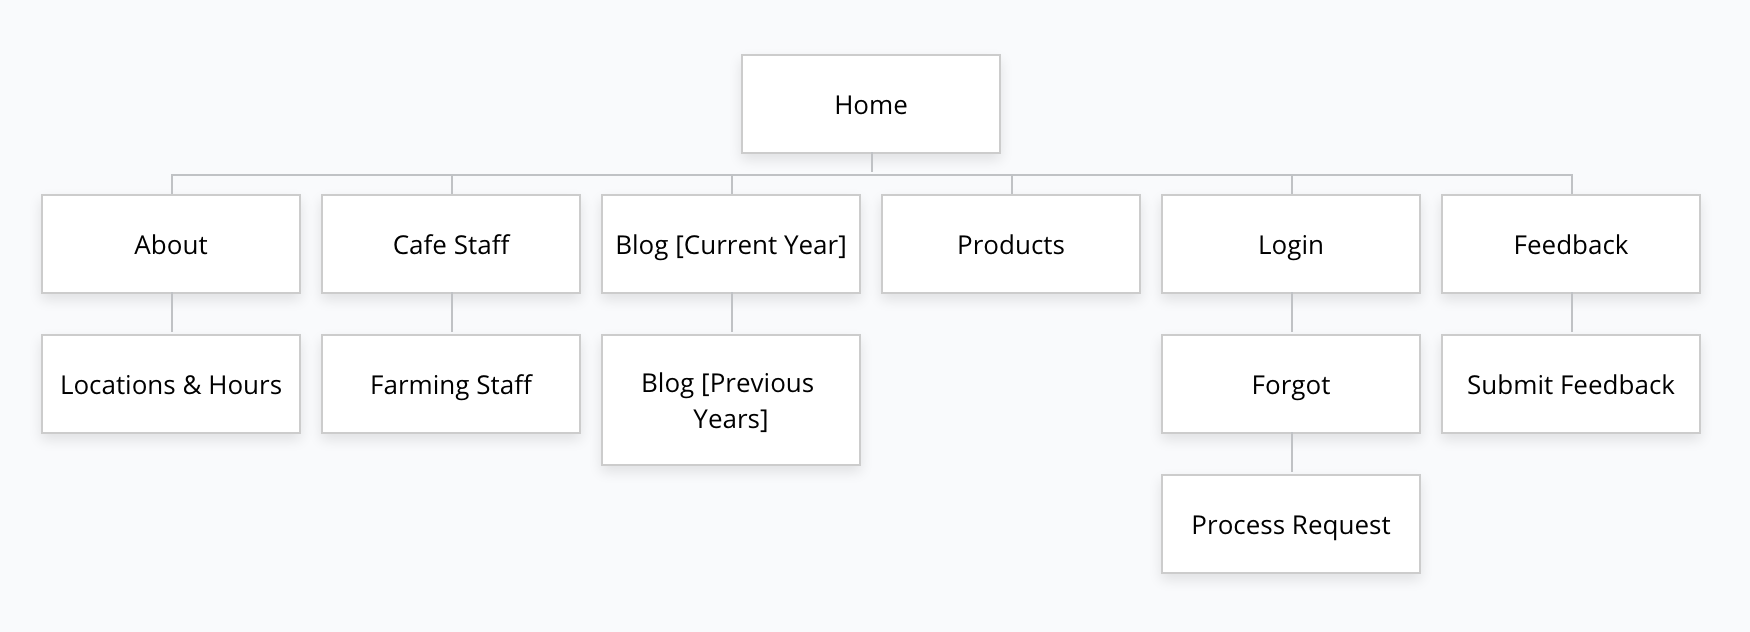 Home
About
Cafe Staff
Blog [Current Year]
Products
Login
Feedback
Locations & Hours
Farming Staff
Blog [Previous
Years]
Forgot
Submit Feedback
Process Request